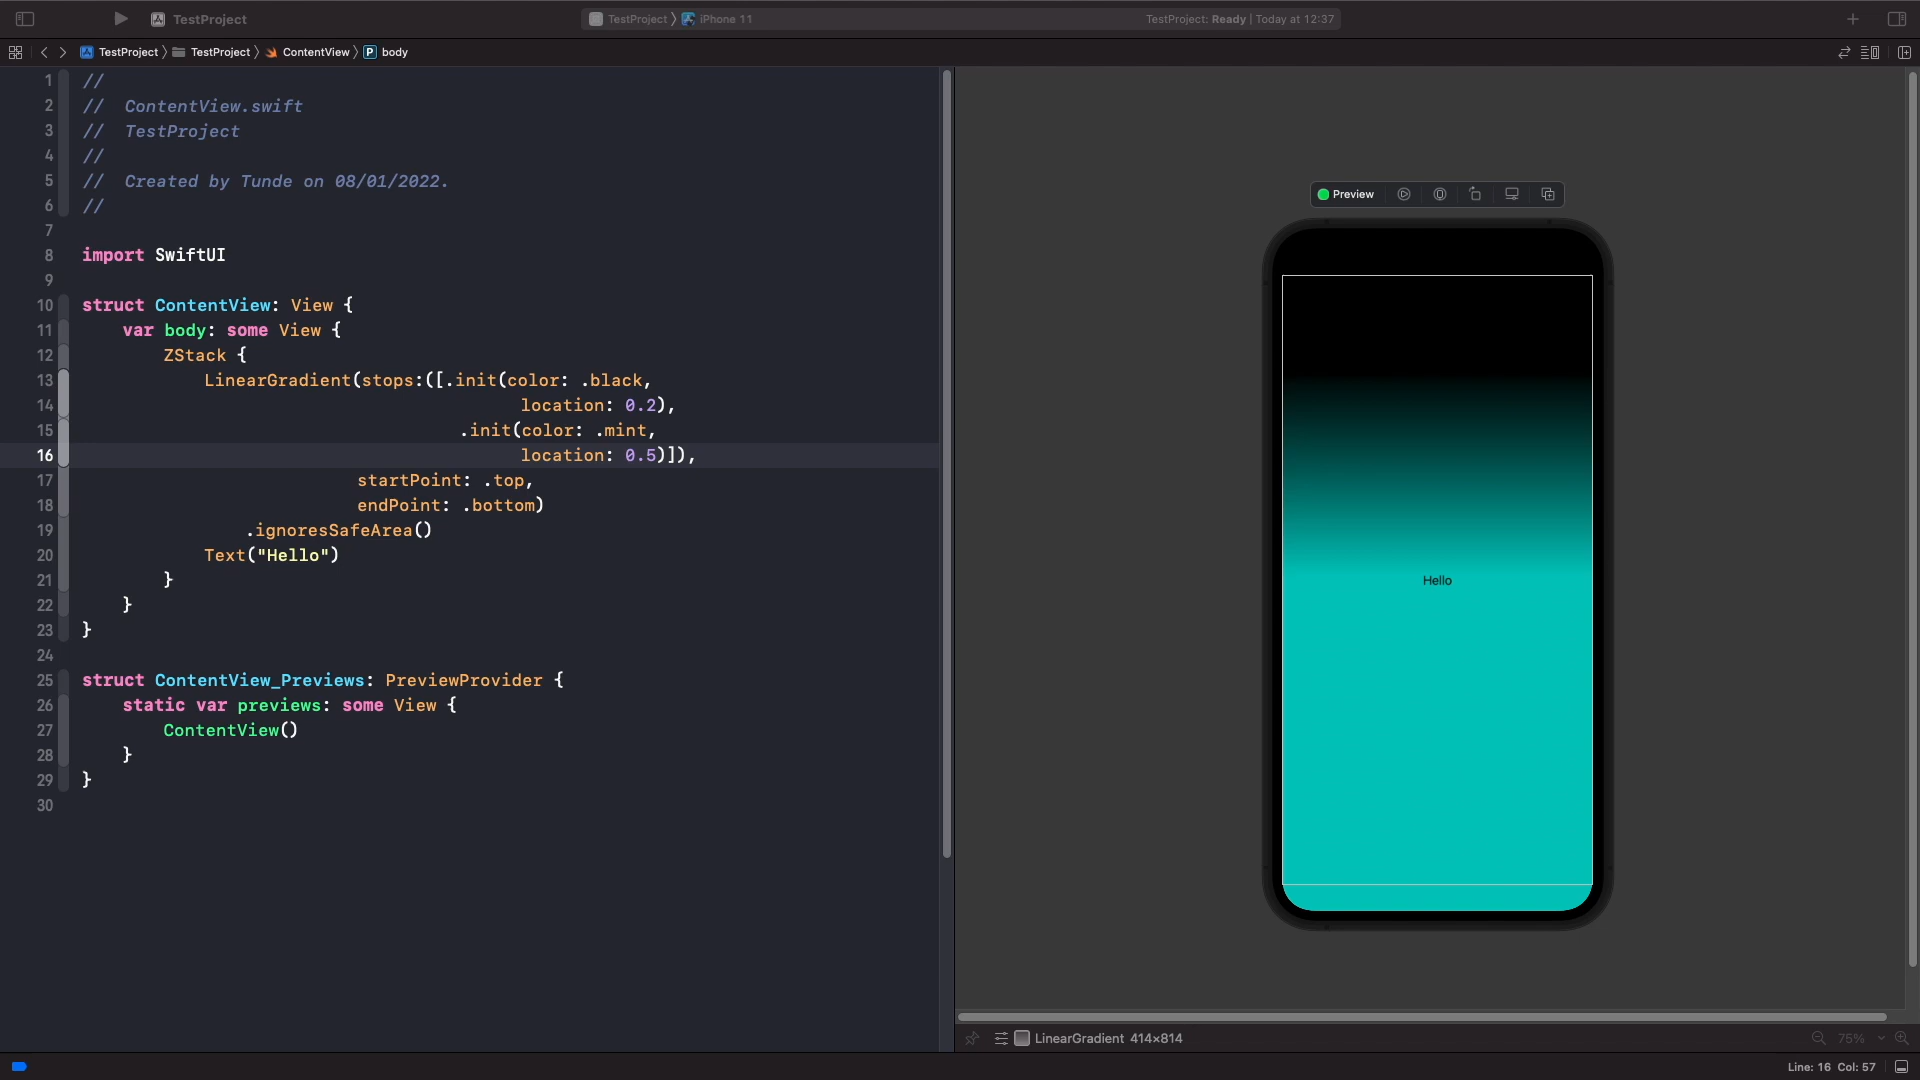 TestProject
TestProject 〉 iPhone 11
TestProject: Ready | Today at 12:37
TestProject 〉 TestProject 〉 ContentView 〉 P body
1 //
2 //  ContentView.swift
3 //  TestProject
4 //
5 //  Created by Tunde on 08/01/2022.
6 //
7
8 import SwiftUI
9
10 struct ContentView: View {
11     var body: some View {
12         ZStack {
13             LinearGradient(stops:([.init(color: .black,
14                                            location: 0.2),
15                                      .init(color: .mint,
16                                            location: 0.5)]),
17                            startPoint: .top,
18                            endPoint: .bottom)
19                 .ignoresSafeArea()
20             Text("Hello")
21         }
22     }
23 }
24
25 struct ContentView_Previews: PreviewProvider {
26     static var previews: some View {
27         ContentView()
28     }
29 }
30
Preview
Hello
LinearGradient 414×814
75%
Line: 16 Col: 57